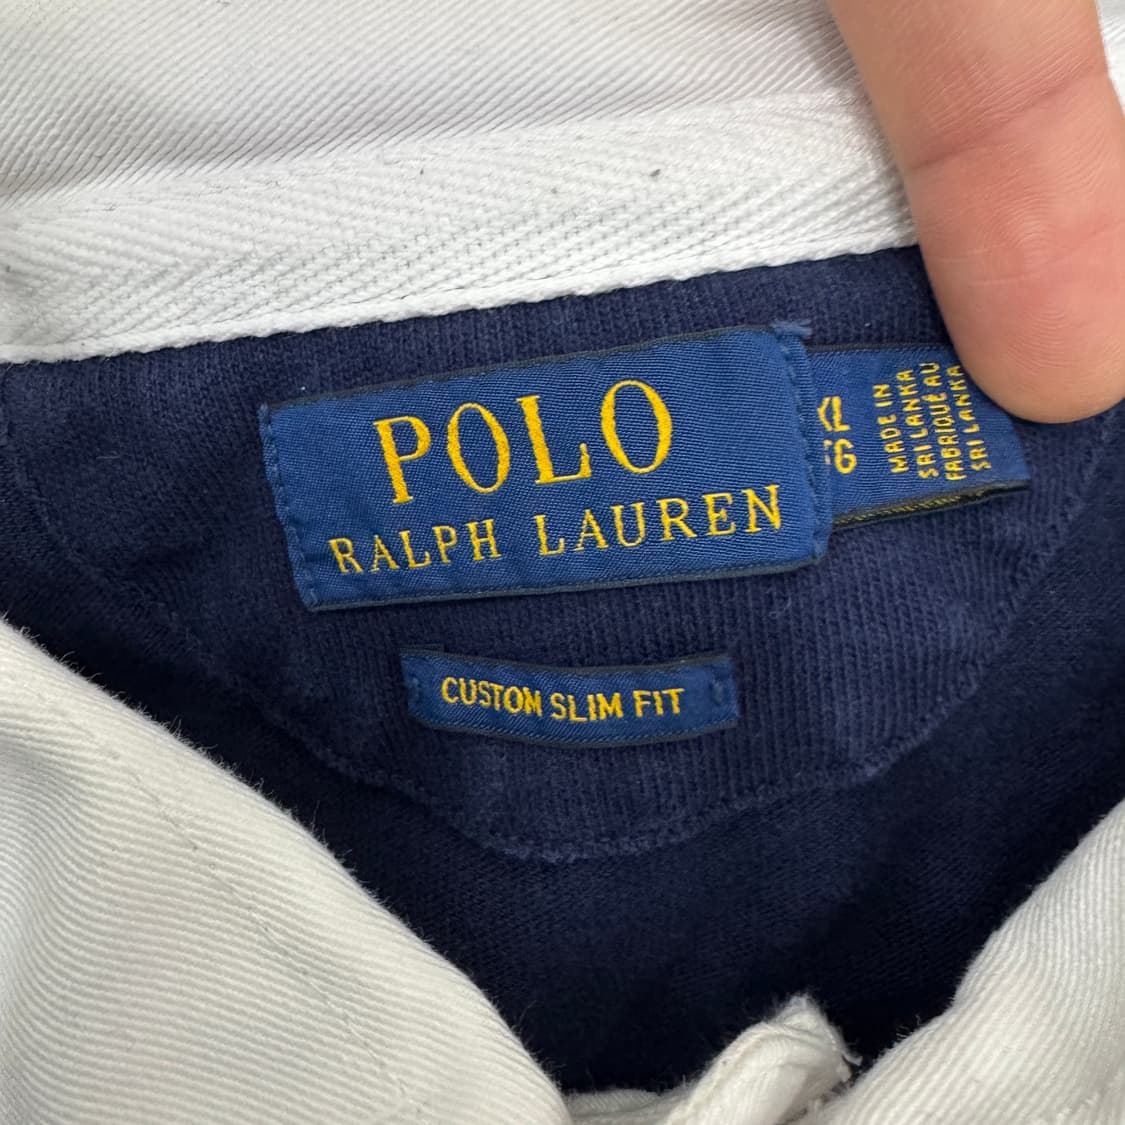 POLO
RALPH LAUREN
XL
G
MADE IN
SRI LANKA
FABRIQUÉ AU
SRI LANKA
CUSTOM SLIM FIT